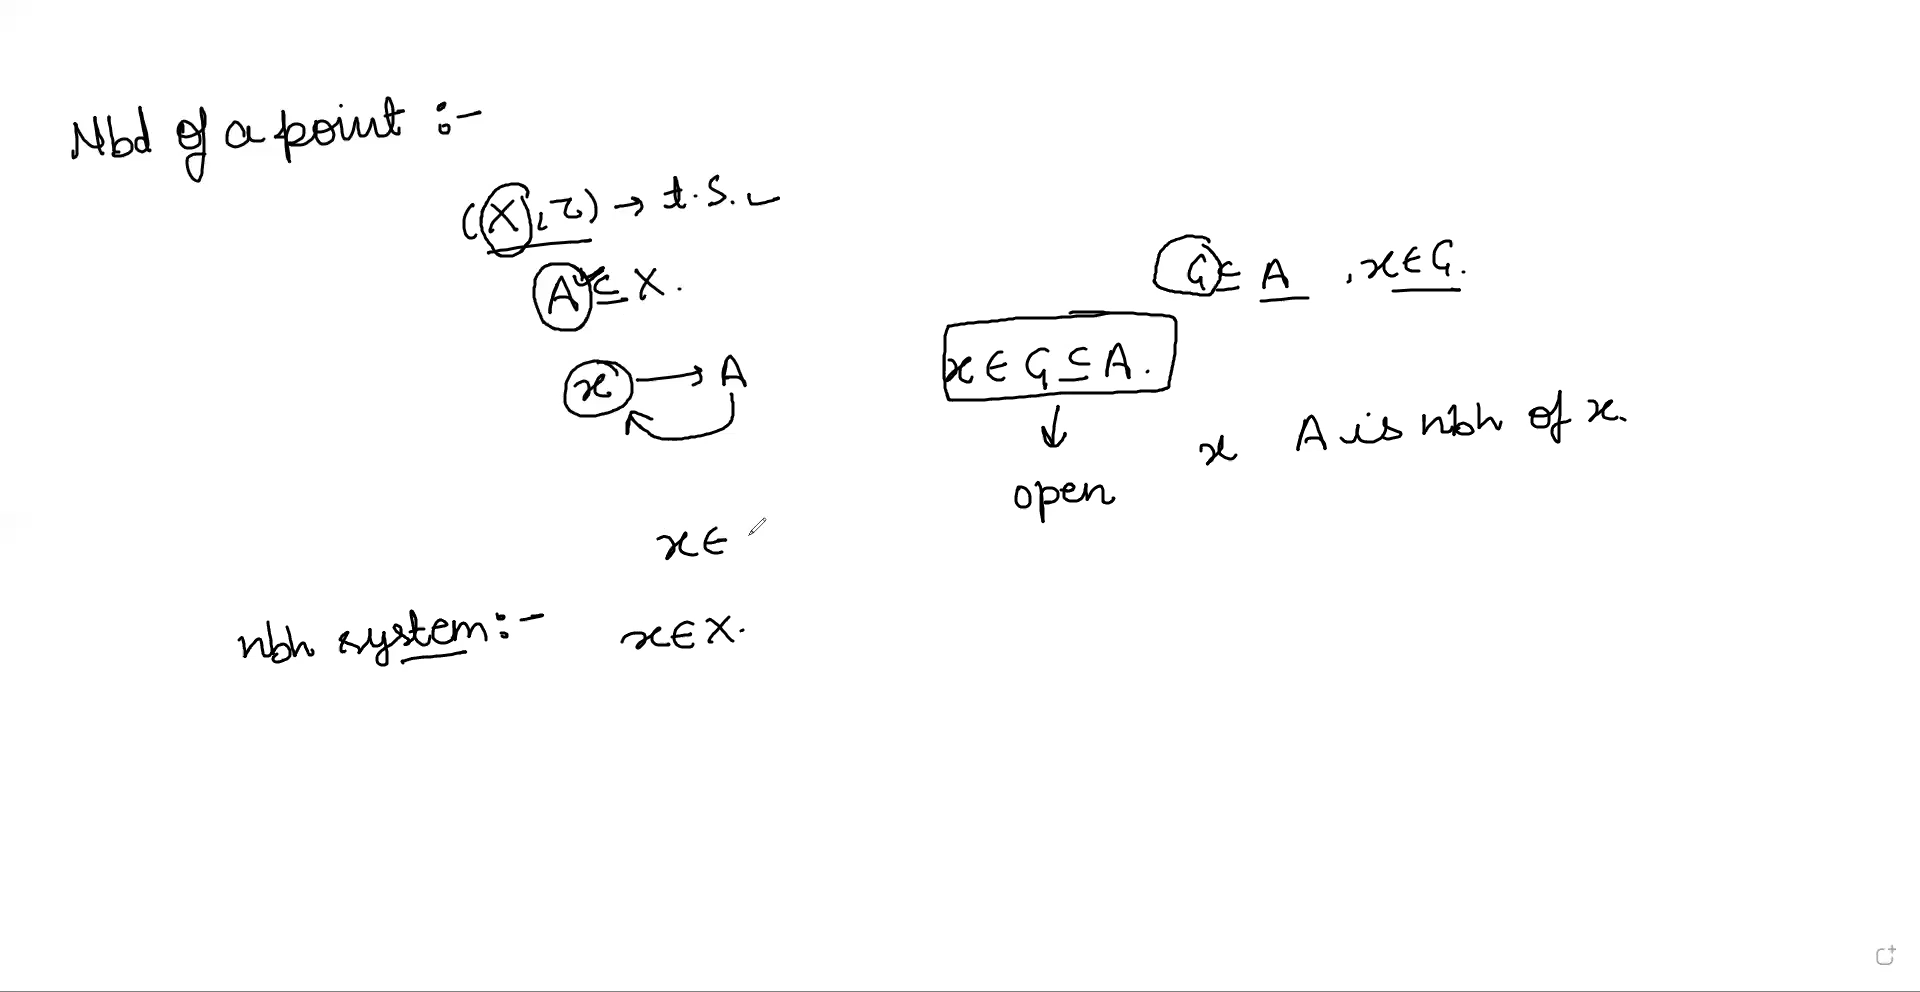 Nbd of a point :-
(X, τ) → t.s.
A ⊆ X.
G ⊆ A , x ∈ G.
x → A
x ∈ G ⊆ A.
open
x A is nbh of x.
x ∈
nbh system :- x ∈ X.